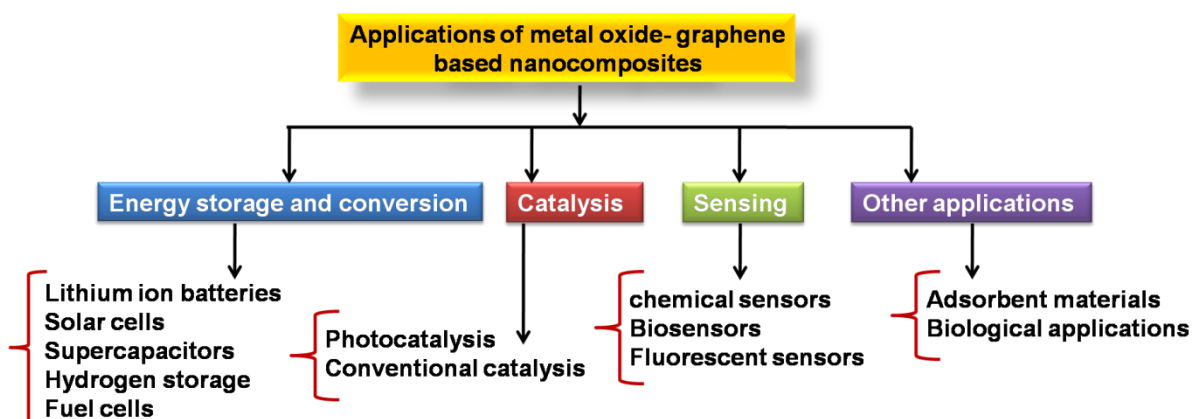 Applications of metal oxide- graphene
based nanocomposites
Energy storage and conversion
Catalysis
Sensing
Other applications
Lithium ion batteries
Solar cells
Supercapacitors
Hydrogen storage
Fuel cells
Photocatalysis
Conventional catalysis
chemical sensors
Biosensors
Fluorescent sensors
Adsorbent materials
Biological applications